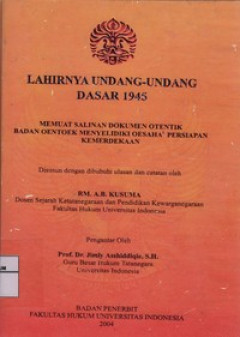 LAHIRNYA UNDANG-UNDANG
DASAR 1945
MEMUAT SALINAN DOKUMEN OTENTIK
BADAN OENTOEK MENYELIDIKI OESAHA² PERSIAPAN
KEMERDEKAAN
Disusun dengan dibubuhi ulasan dan catatan oleh
RM. A.B. KUSUMA
Dosen Sejarah Ketatanegaraan dan Pendidikan Kewarganegaraan
Fakultas Hukum Universitas Indonesia
Pengantar Oleh
Prof. Dr. Jimly Asshiddiqie, S.H.
Guru Besar Hukum Tatanegara
Universitas Indonesia
BADAN PENERBIT
FAKULTAS HUKUM UNIVERSITAS INDONESIA
2004